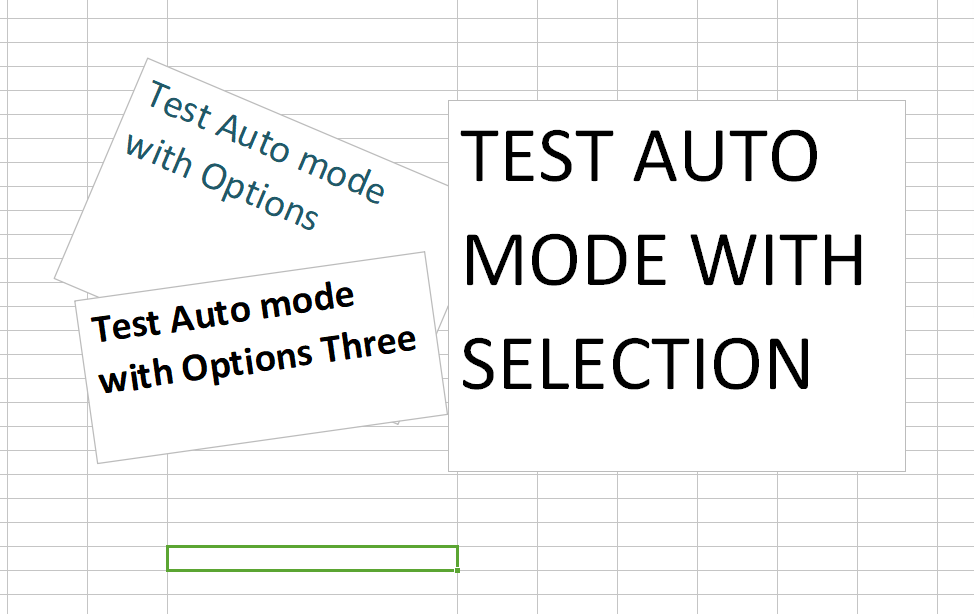 Test Auto mode
with Options
Test Auto mode
with Options Three
TEST AUTO
MODE WITH
SELECTION